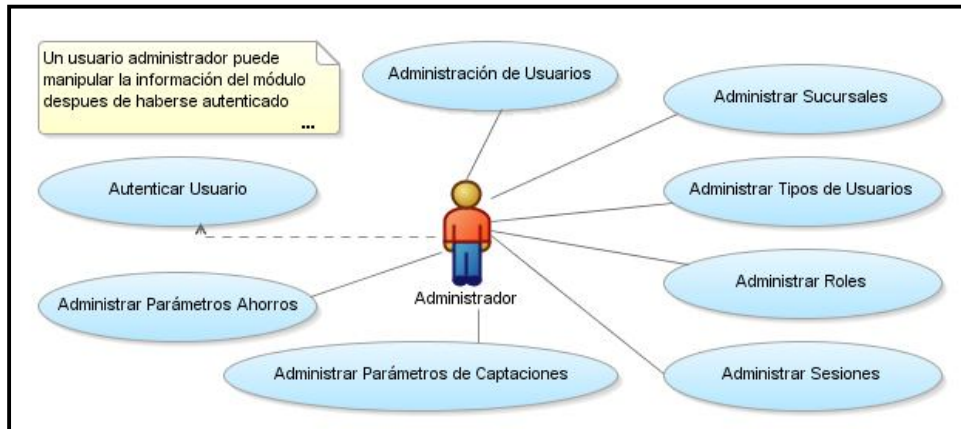 Un usuario administrador puede
manipular la información del módulo
despues de haberse autenticado
...
Administración de Usuarios
Administrar Sucursales
Autenticar Usuario
Administrar Tipos de Usuarios
Administrar Parámetros Ahorros
Administrador
Administrar Roles
Administrar Parámetros de Captaciones
Administrar Sesiones